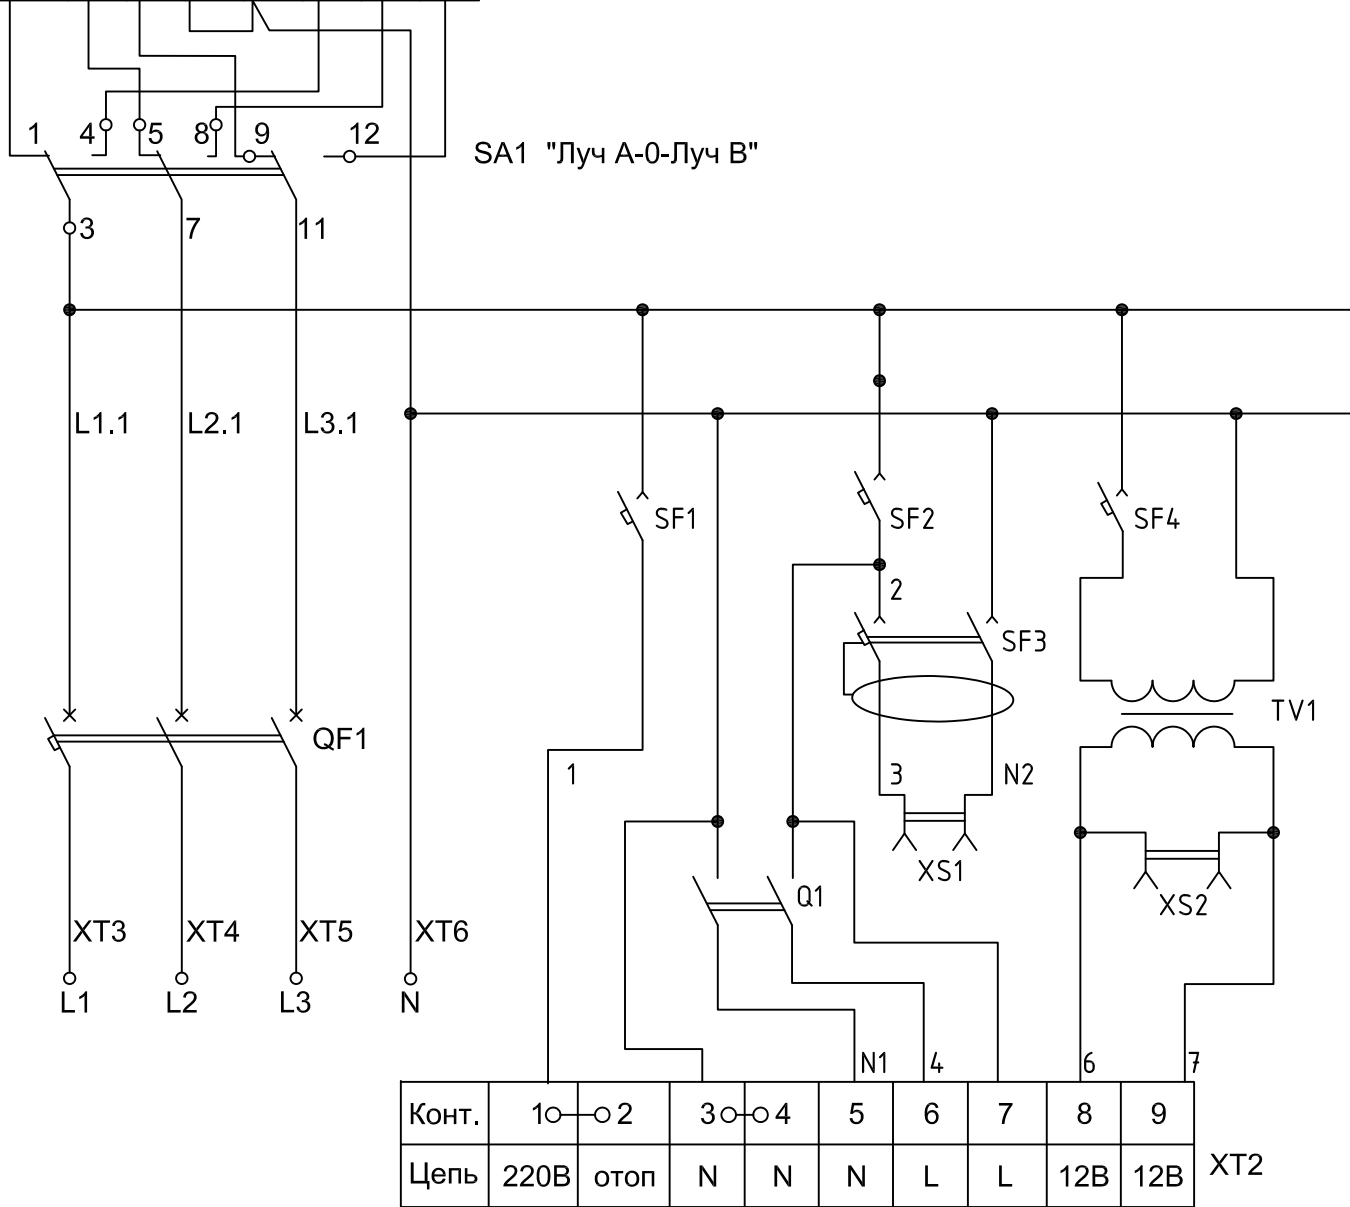 1 4 5 8 9 12
SA1 "Луч А-0-Луч В"
3 7 11
L1.1 L2.1 L3.1
SF1 SF2 SF4
2
SF3
QF1 TV1
1 3 N2
XS1
Q1 XS2
XT3 XT4 XT5 XT6
L1 L2 L3 N
N1 4 6 7
Конт. 1 2 3 4 5 6 7 8 9
Цепь 220В отоп N N N L L 12В 12В
XT2